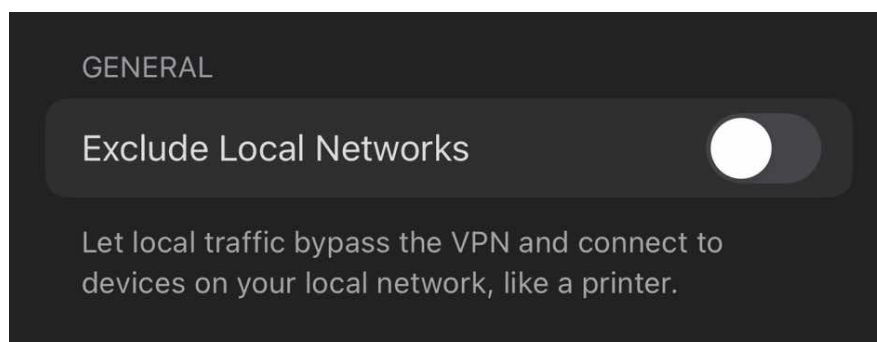 GENERAL
Exclude Local Networks
Let local traffic bypass the VPN and connect to
devices on your local network, like a printer.